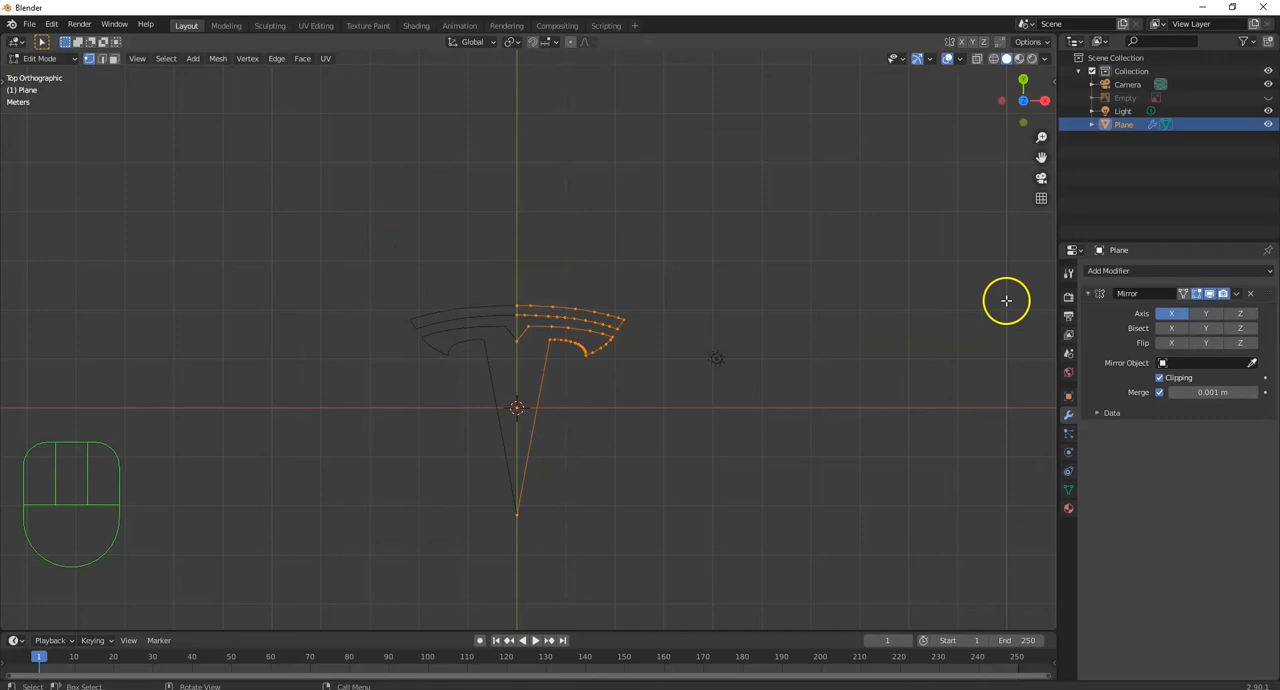 Blender
File Edit Render Window Help
Layout Modeling Sculpting UV Editing Texture Paint Shading Animation Rendering Compositing Scripting +
Scene
View Layer
Global
X Y Z
Options
Edit Mode
View Select Add Mesh Vertex Edge Face UV
Top Orthographic
(1) Plane
Meters
Y
Z
X
Scene Collection
Collection
Camera
Empty
Light
Plane
Plane
Add Modifier
Mirror
Axis X Y Z
Bisect X Y Z
Flip X Y Z
Mirror Object
Clipping
Merge 0.001 m
Data
Playback Keying View Marker
1
Start 1
End 250
1 10 20 30 40 50 60 70 80 90 100 110 120 130 140 150 160 170 180 190 200 210 220 230 240 250
Select Box Select Rotate View Call Menu
2.90.1